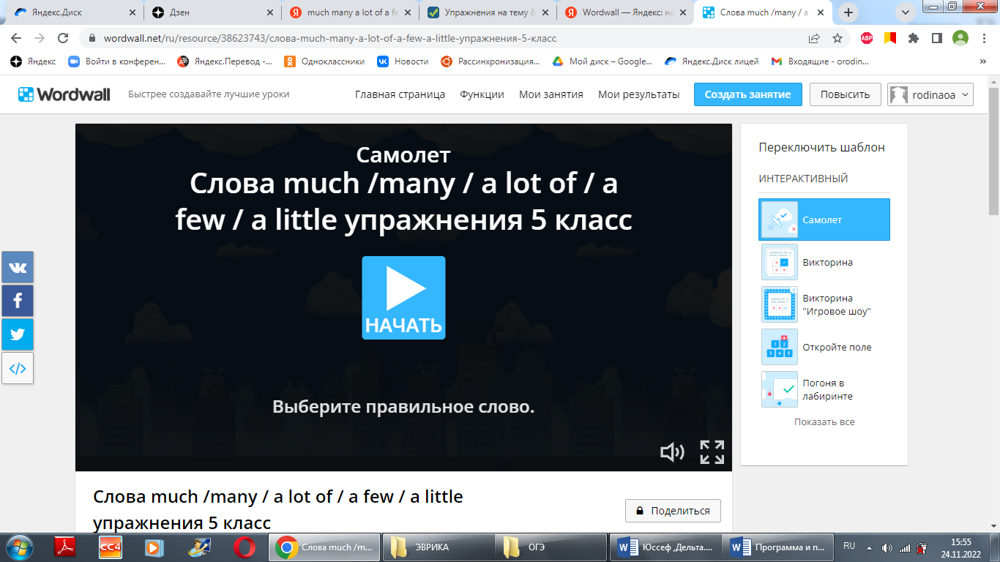 Яндекс.Диск
Дзен
much many a lot of a fe
Упражнения на тему &
Wordwall — Яндекс: на
Слова much /many / a
wordwall.net/ru/resource/38623743/слова-much-many-a-lot-of-a-few-a-little-упражнения-5-класс
ABP
Яндекс
Войти в конферен...
Яндекс.Перевод -...
Одноклассники
Новости
Рассинхронизация...
Мой диск – Google...
Яндекс.Диск лицей
Входящие - orodin...
Wordwall
Быстрее создавайте лучшие уроки
Главная страница
Функции
Мои занятия
Мои результаты
Создать занятие
Повысить
rodinaoa
Самолет
Слова much /many / a lot of / a
few / a little упражнения 5 класс
НАЧАТЬ
Выберите правильное слово.
Переключить шаблон
ИНТЕРАКТИВНЫЙ
Самолет
Викторина
Викторина
"Игровое шоу"
Откройте поле
Погоня в
лабиринте
Показать все
Слова much /many / a lot of / a few / a little
упражнения 5 класс
Поделиться
CC4
Слова much /m...
ЭВРИКА
ОГЭ
Юссеф ,Дельта....
Программа и п...
RU
15:55
24.11.2022